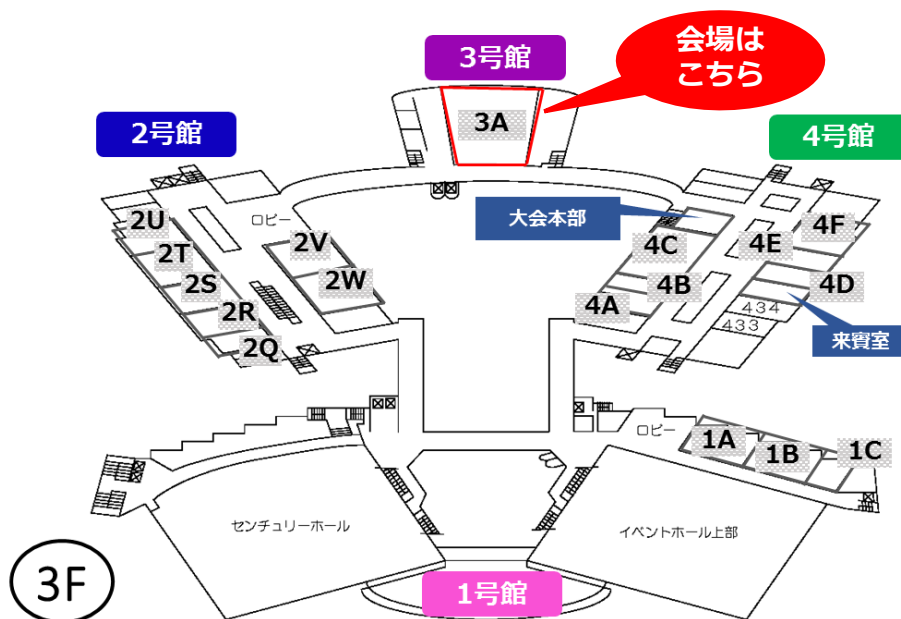 会場は
こちら
3号館
3A
2号館
4号館
2U
ロビー
2V
2T
2W
2S
2R
2Q
大会本部
4F
4E
4C
4B
4D
4A
434
433
来賓室
ロビー
1A
1B
1C
センチュリーホール
イベントホール上部
3F
1号館